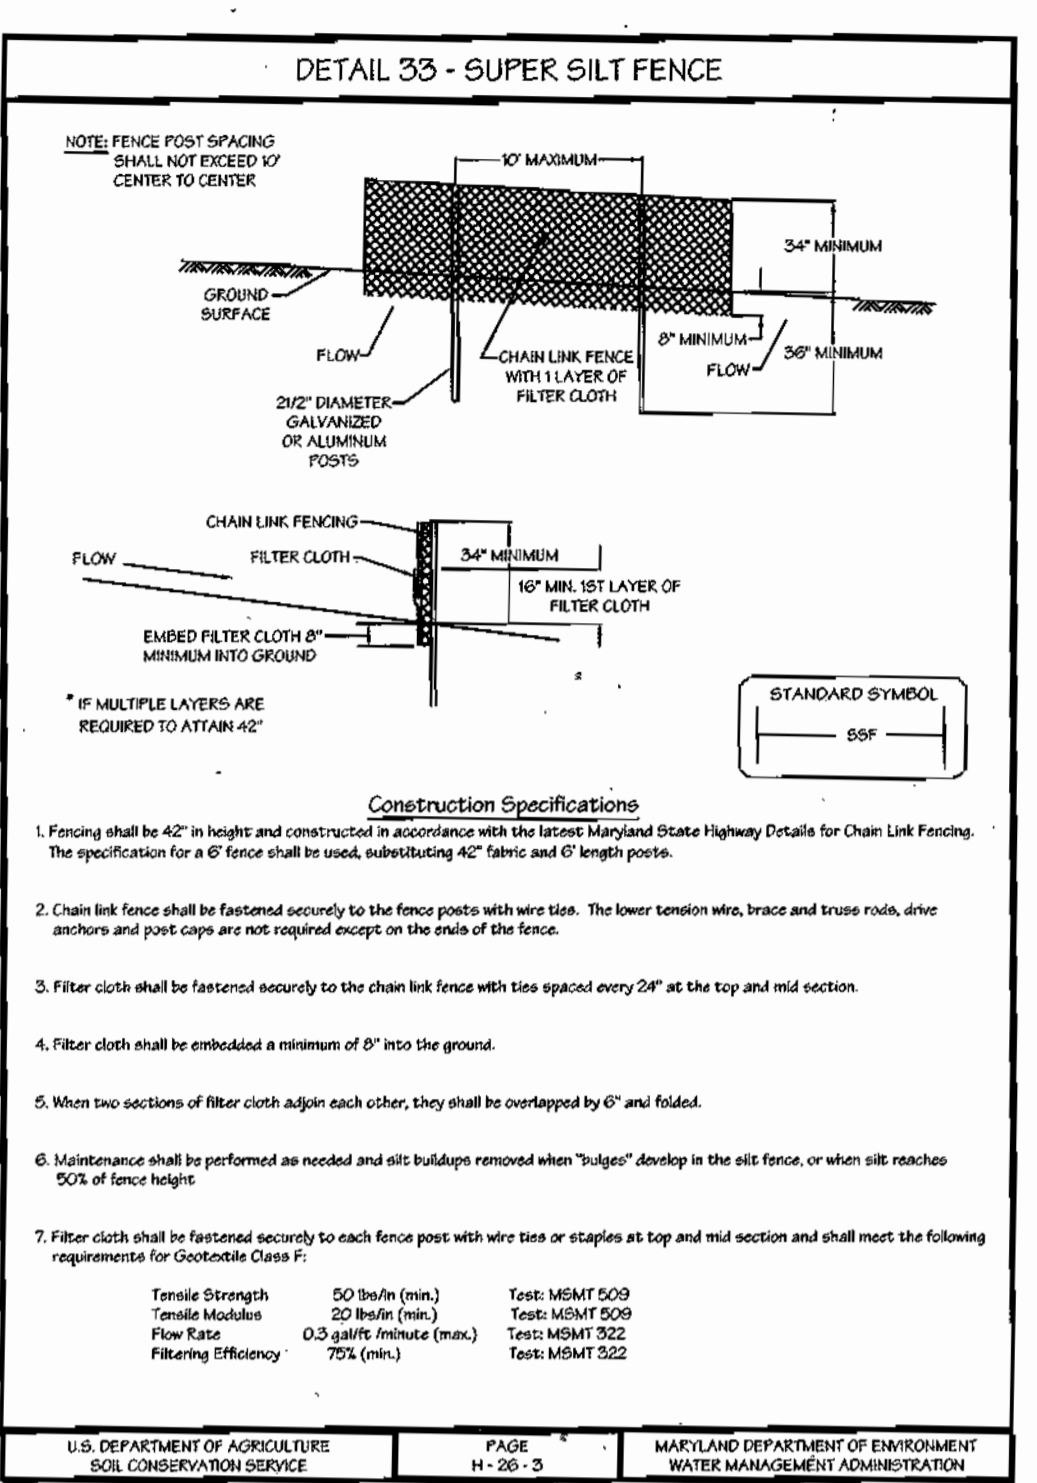 DETAIL 33 - SUPER SILT FENCE
NOTE: FENCE POST SPACING
SHALL NOT EXCEED 10'
CENTER TO CENTER
10' MAXIMUM
34" MINIMUM
GROUND
SURFACE
8" MINIMUM
FLOW
36" MINIMUM
FLOW
CHAIN LINK FENCE
WITH 1 LAYER OF
FILTER CLOTH
21/2" DIAMETER
GALVANIZED
OR ALUMINUM
POSTS
CHAIN LINK FENCING
FLOW
FILTER CLOTH
34" MINIMUM
16" MIN. 1ST LAYER OF
FILTER CLOTH
EMBED FILTER CLOTH 8"
MINIMUM INTO GROUND
* IF MULTIPLE LAYERS ARE
REQUIRED TO ATTAIN 42"
STANDARD SYMBOL
SSF
Construction Specifications
1. Fencing shall be 42" in height and constructed in accordance with the latest Maryland State Highway Details for Chain Link Fencing.
The specification for a 6' fence shall be used, substituting 42" fabric and 6' length posts.
2. Chain link fence shall be fastened securely to the fence posts with wire ties. The lower tension wire, brace and truss rods, drive
anchors and post caps are not required except on the ends of the fence.
3. Filter cloth shall be fastened securely to the chain link fence with ties spaced every 24" at the top and mid section.
4. Filter cloth shall be embedded a minimum of 8" into the ground.
5. When two sections of filter cloth adjoin each other, they shall be overlapped by 6" and folded.
6. Maintenance shall be performed as needed and silt buildups removed when "bulges" develop in the silt fence, or when silt reaches
50% of fence height
7. Filter cloth shall be fastened securely to each fence post with wire ties or staples at top and mid section and shall meet the following
requirements for Geotextile Class F:
Tensile Strength 50 lbs/in (min.) Test: MSMT 509
Tensile Modulus 20 lbs/in (min.) Test: MSMT 509
Flow Rate 0.3 gal/ft /minute (max.) Test: MSMT 322
Filtering Efficiency 75% (min.) Test: MSMT 322
U.S. DEPARTMENT OF AGRICULTURE
SOIL CONSERVATION SERVICE
PAGE
H - 26 - 3
MARYLAND DEPARTMENT OF ENVIRONMENT
WATER MANAGEMENT ADMINISTRATION